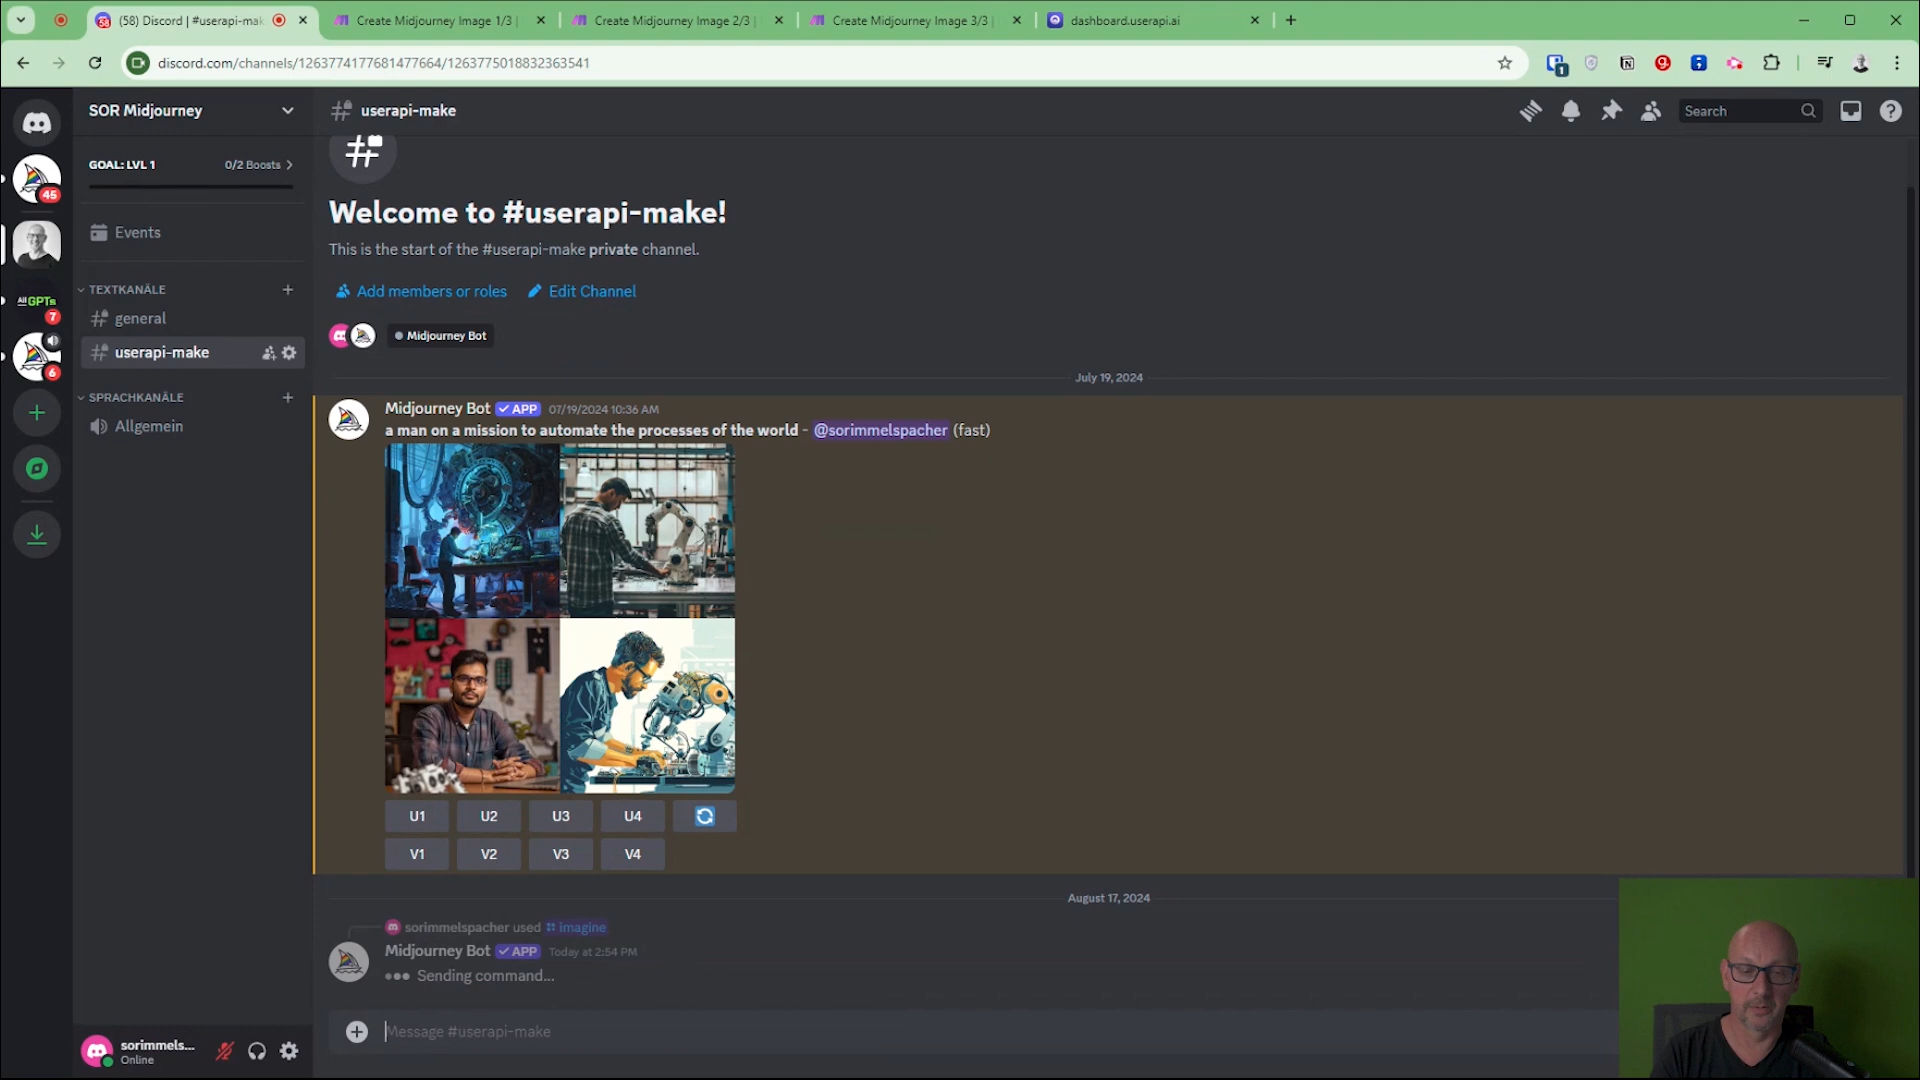 (58) Discord | #userapi-mak
Create Midjourney Image 1/3 |
Create Midjourney Image 2/3 |
Create Midjourney Image 3/3 |
dashboard.userapi.ai
discord.com/channels/1263774177681477664/1263775018832363541
1
SOR Midjourney
userapi-make
Search
GOAL: LVL 1
0/2 Boosts
45
Events
TEXTKANÄLE
general
userapi-make
SPRACHKANÄLE
Allgemein
All GPTs
7
6
Welcome to #userapi-make!
This is the start of the #userapi-make private channel.
Add members or roles
Edit Channel
Midjourney Bot
July 19, 2024
Midjourney Bot APP 07/19/2024 10:36 AM
a man on a mission to automate the processes of the world - @sorimmelspacher (fast)
U1 U2 U3 U4
V1 V2 V3 V4
August 17, 2024
sorimmelspacher used imagine
Midjourney Bot APP Today at 2:54 PM
Sending command...
Message #userapi-make
sorimmels...
Online